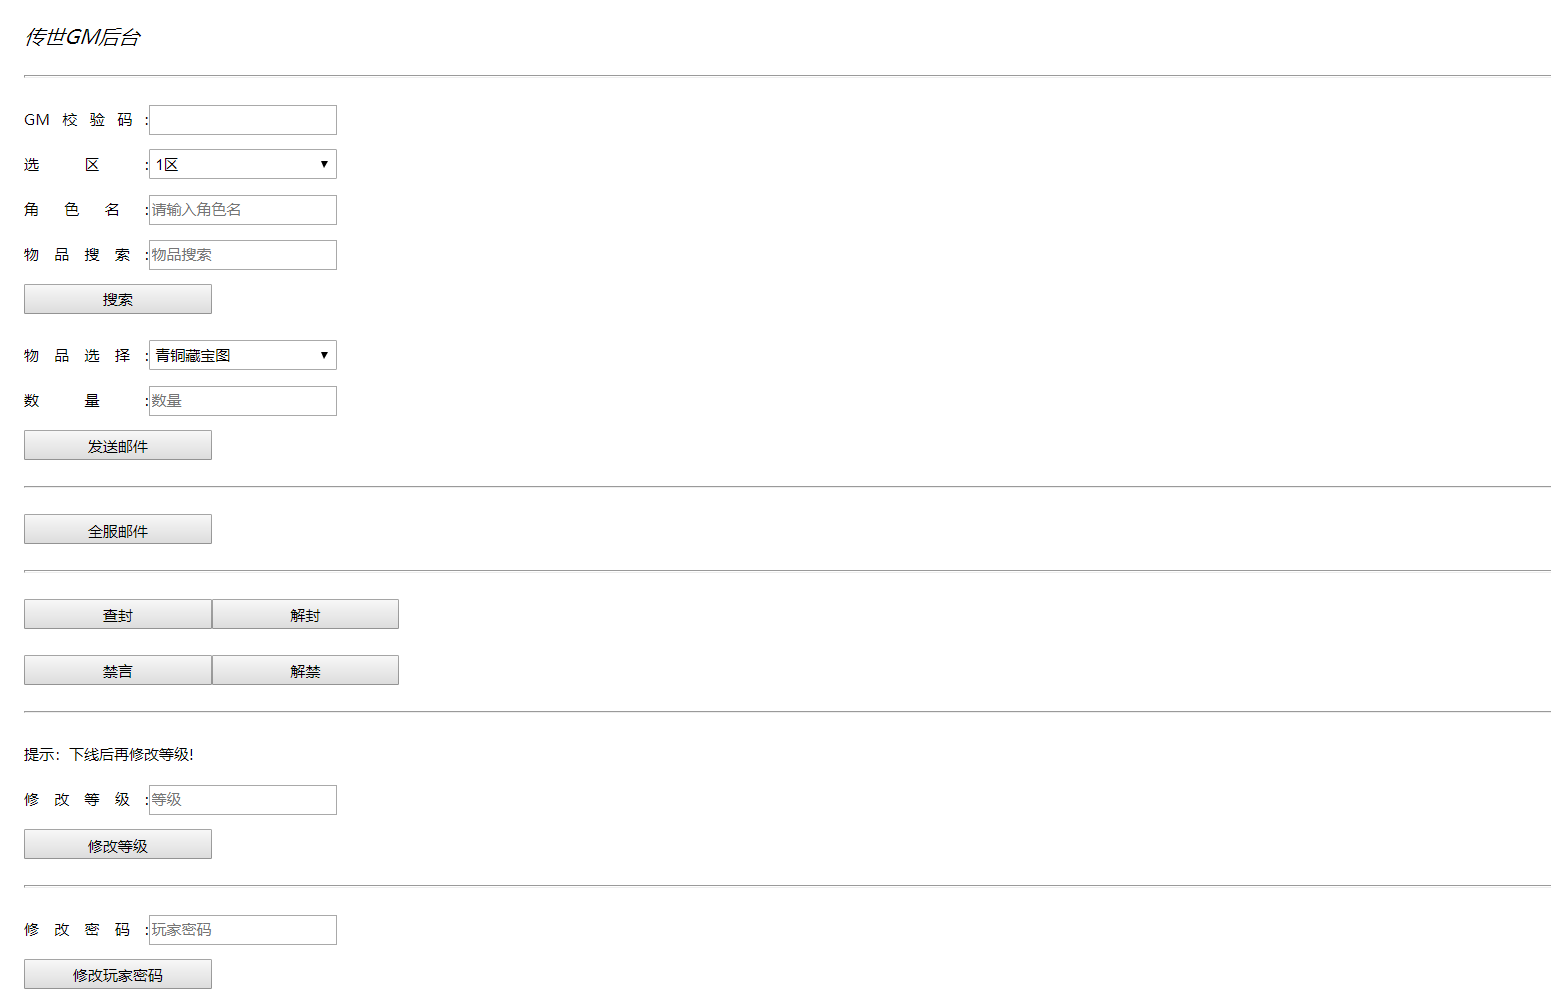 传世GM后台
GM校验码:
选区:1区
角色名:请输入角色名
物品搜索:物品搜索
搜索
物品选择:青铜藏宝图
数量:数量
发送邮件
全服邮件
查封 解封
禁言 解禁
提示：下线后再修改等级!
修改等级:等级
修改等级
修改密码:玩家密码
修改玩家密码